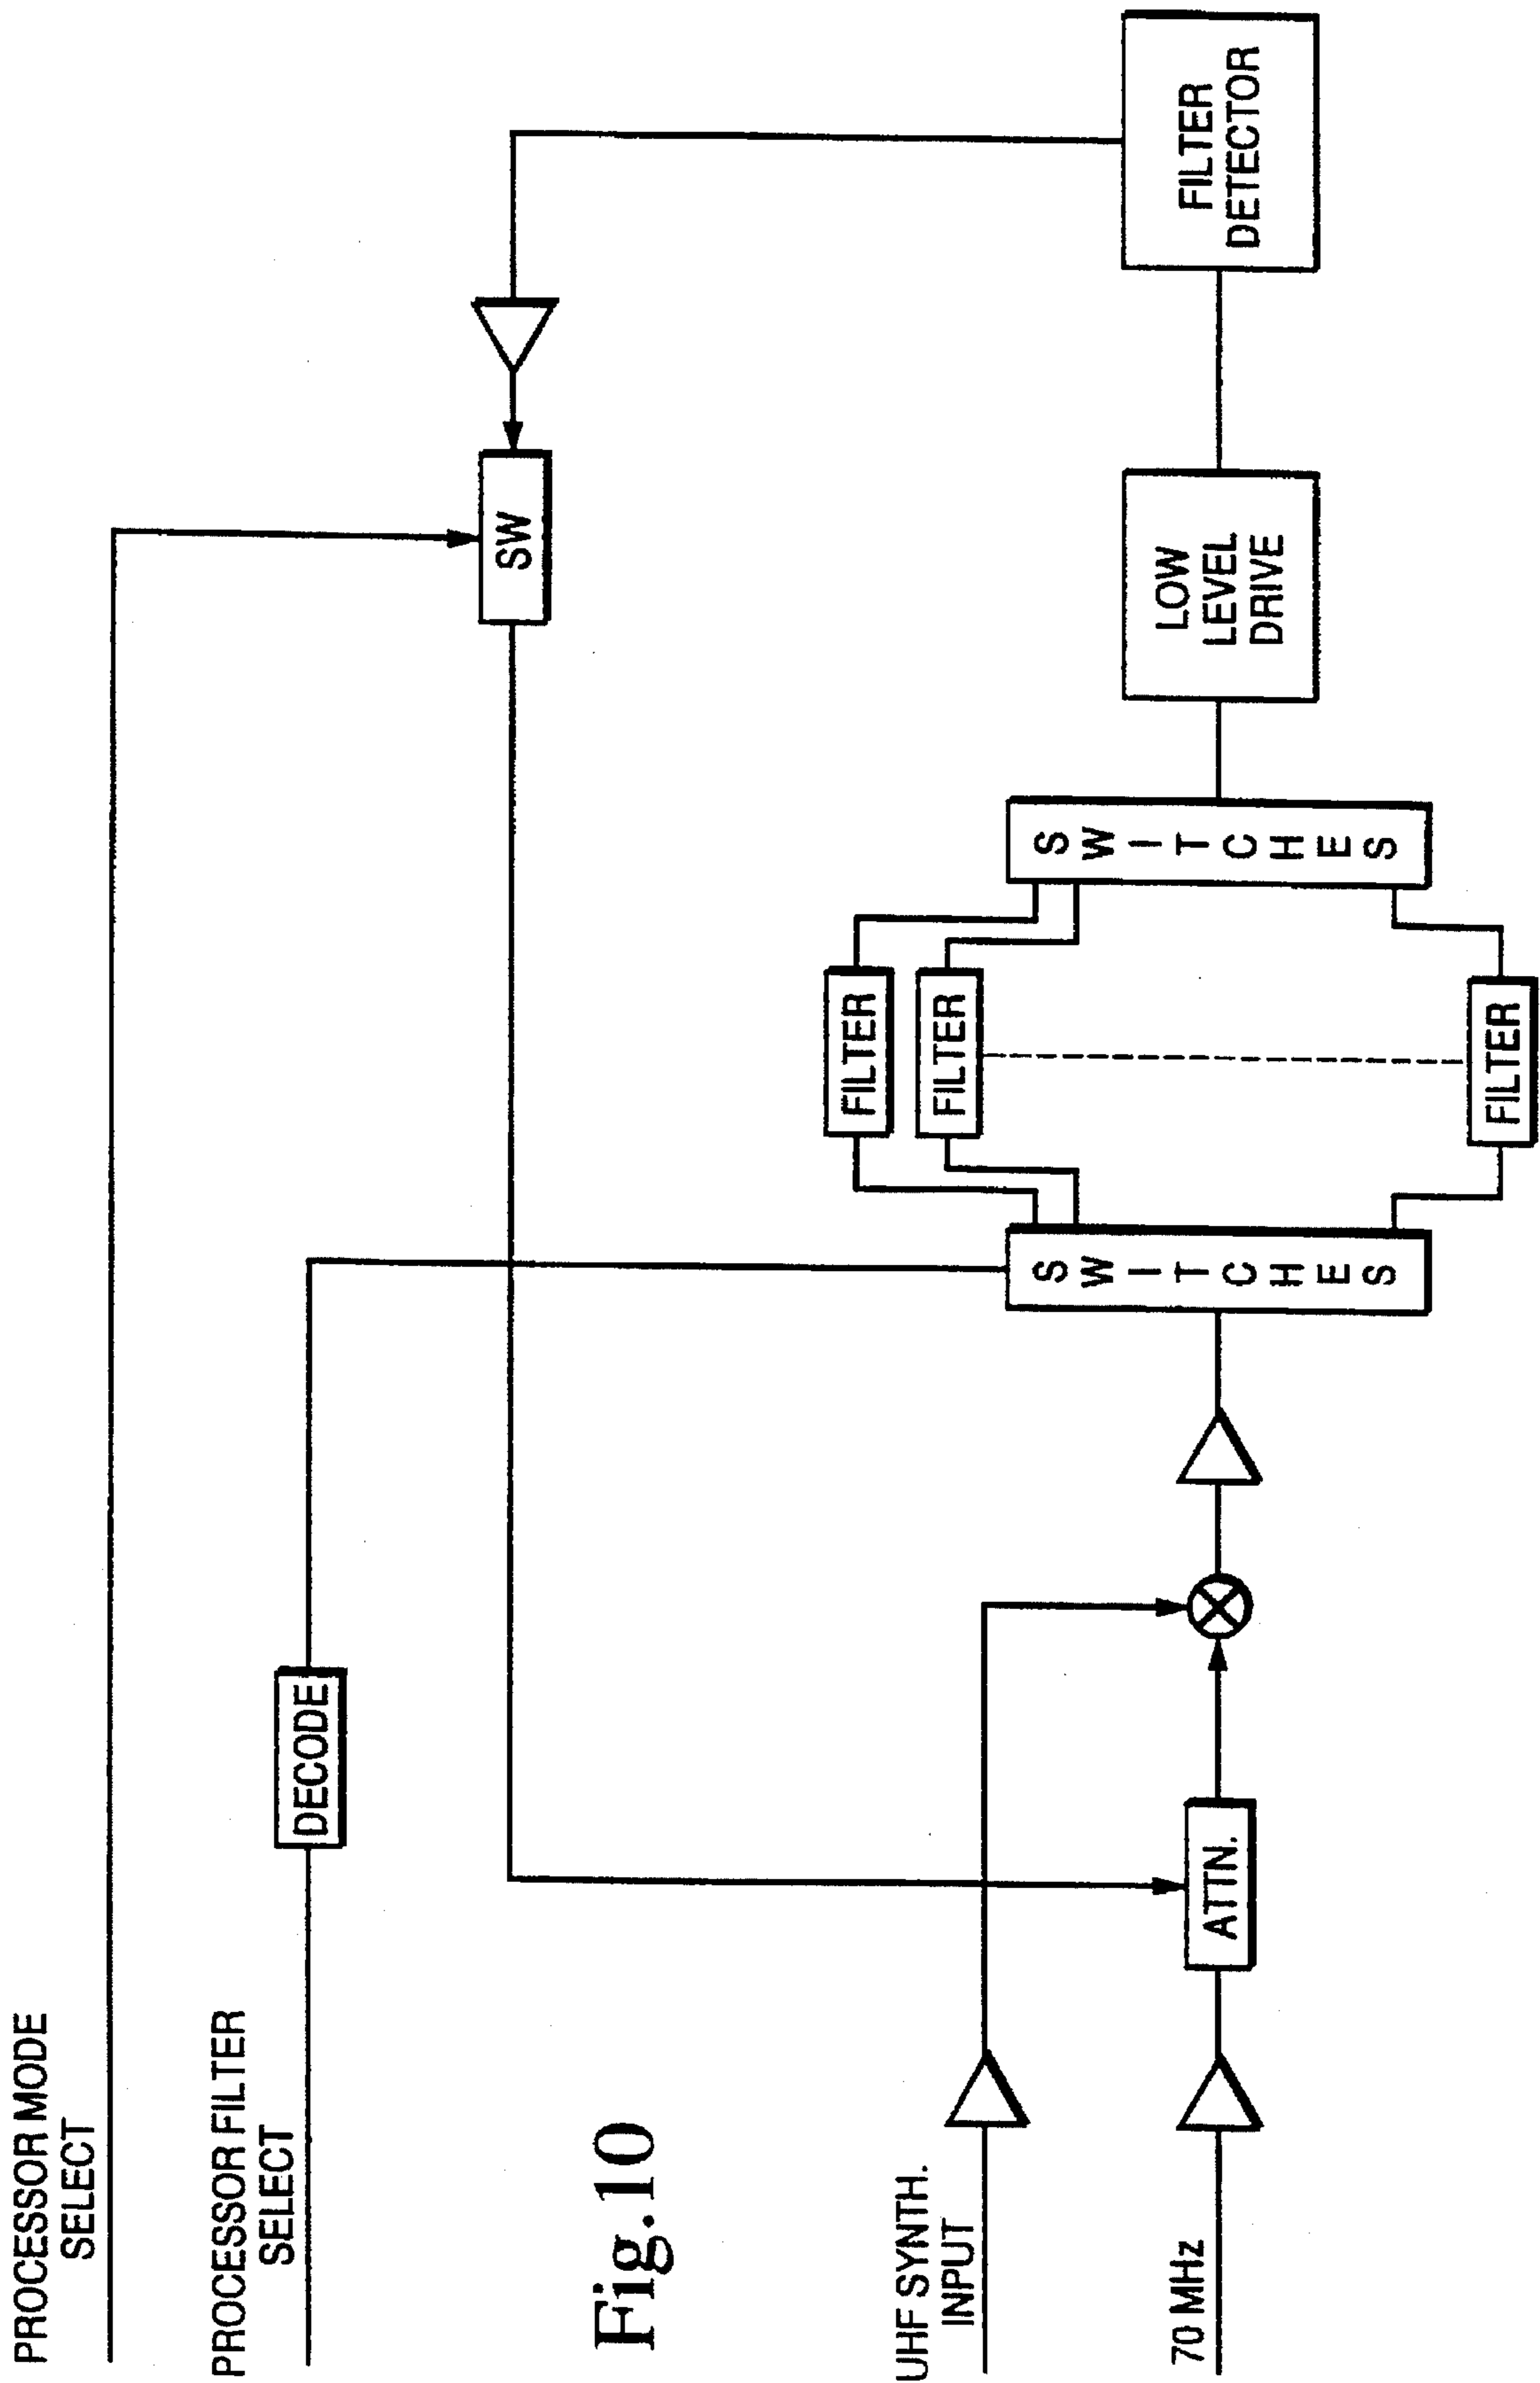 PROCESSOR MODE
SELECT
PROCESSOR FILTER
SELECT
DECODE
SW
Fig.10
UHF SYNTH.
INPUT
70 MHz
ATTN.
SWITCHES
FILTER
FILTER
FILTER
SWITCHES
LOW
LEVEL
DRIVE
FILTER
DETECTOR